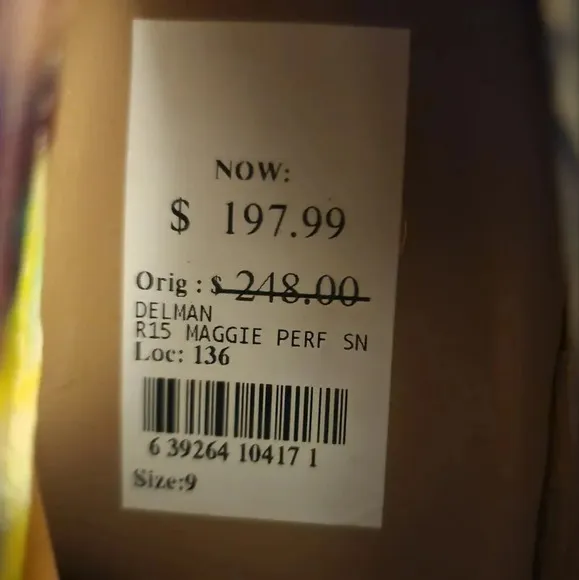 NOW:
$ 197.99
Orig : $ 248.00
DELMAN
R15 MAGGIE PERF SN
Loc: 136
6 39264 10417 1
Size:9